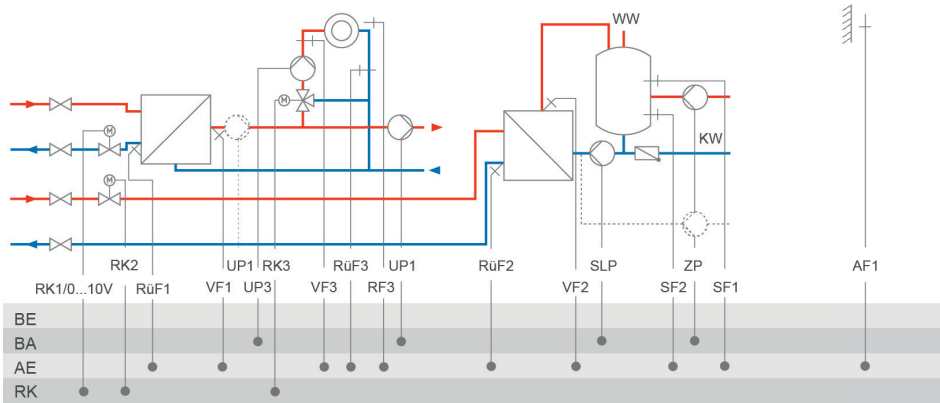 WW
M
M
M
KW
RK2 UP1 RK3 RüF3 UP1 RüF2 SLP ZP AF1
RK1/0...10V RüF1 VF1 UP3 VF3 RF3 VF2 SF2 SF1
BE
BA
AE
RK